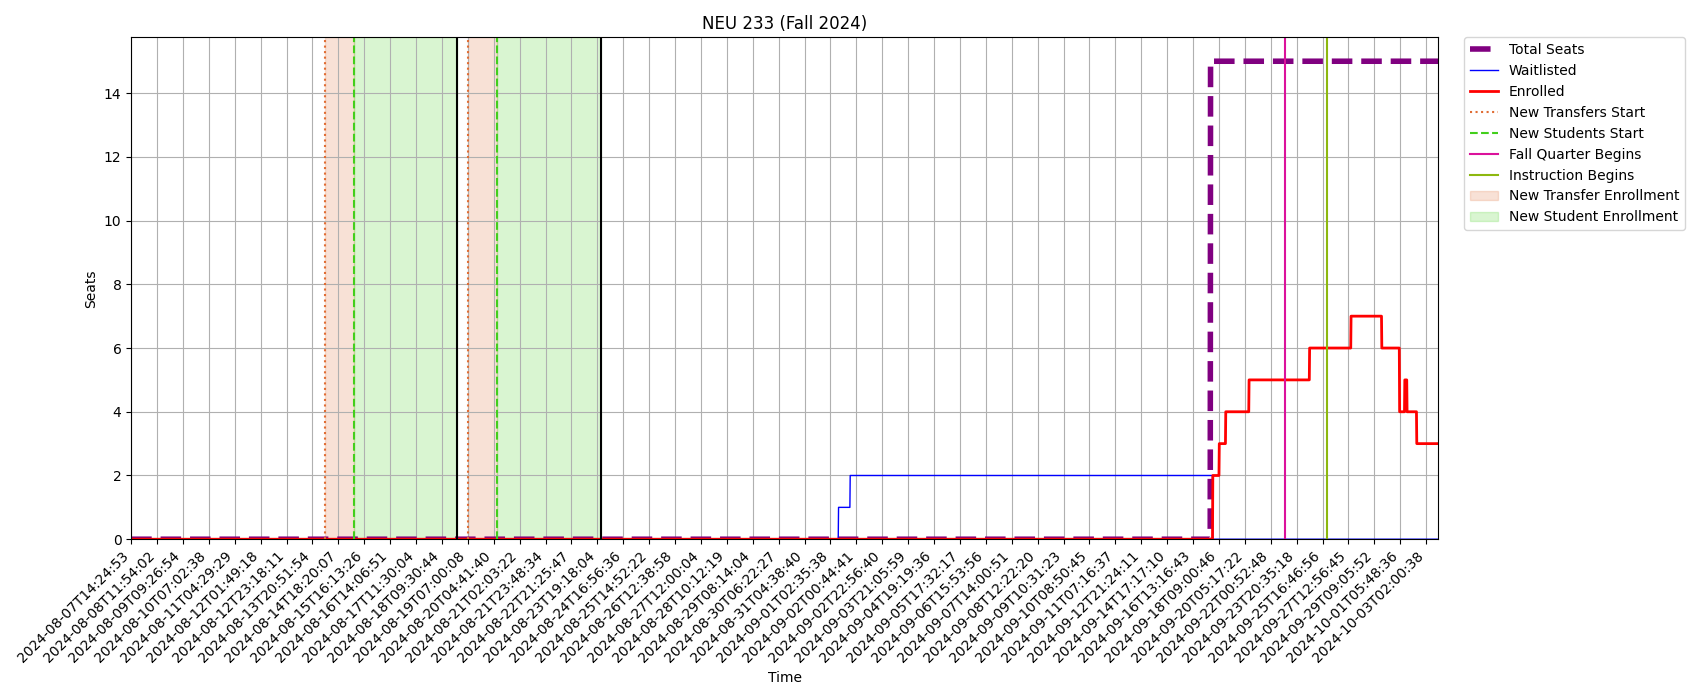 NEU 233 (Fall 2024)
Seats
14
12
10
8
6
4
2
0
2024-08-07T14:24:53
2024-08-08T11:54:02
2024-08-09T09:26:54
2024-08-10T07:02:38
2024-08-11T04:29:29
2024-08-12T01:49:18
2024-08-12T23:18:11
2024-08-13T20:51:54
2024-08-14T18:20:07
2024-08-15T16:13:26
2024-08-16T14:06:51
2024-08-17T11:30:04
2024-08-18T09:30:44
2024-08-19T07:00:08
2024-08-20T04:41:40
2024-08-21T02:03:22
2024-08-21T23:48:34
2024-08-22T21:25:47
2024-08-23T19:18:04
2024-08-24T16:56:36
2024-08-25T14:52:22
2024-08-26T12:38:58
2024-08-27T12:00:04
2024-08-28T10:12:19
2024-08-29T08:14:04
2024-08-30T06:22:27
2024-08-31T04:38:40
2024-09-01T02:35:38
2024-09-02T00:44:41
2024-09-02T22:56:40
2024-09-03T21:05:59
2024-09-04T19:19:36
2024-09-05T17:32:17
2024-09-06T15:53:56
2024-09-07T14:00:51
2024-09-08T12:22:20
2024-09-09T10:31:23
2024-09-10T08:50:45
2024-09-11T07:16:37
2024-09-12T21:24:11
2024-09-14T17:17:10
2024-09-16T13:16:43
2024-09-18T09:00:46
2024-09-20T05:17:22
2024-09-22T00:52:48
2024-09-23T20:35:18
2024-09-25T16:46:56
2024-09-27T12:56:45
2024-09-29T09:05:52
2024-10-01T05:48:36
2024-10-03T02:00:38
Time
Total Seats
Waitlisted
Enrolled
New Transfers Start
New Students Start
Fall Quarter Begins
Instruction Begins
New Transfer Enrollment
New Student Enrollment